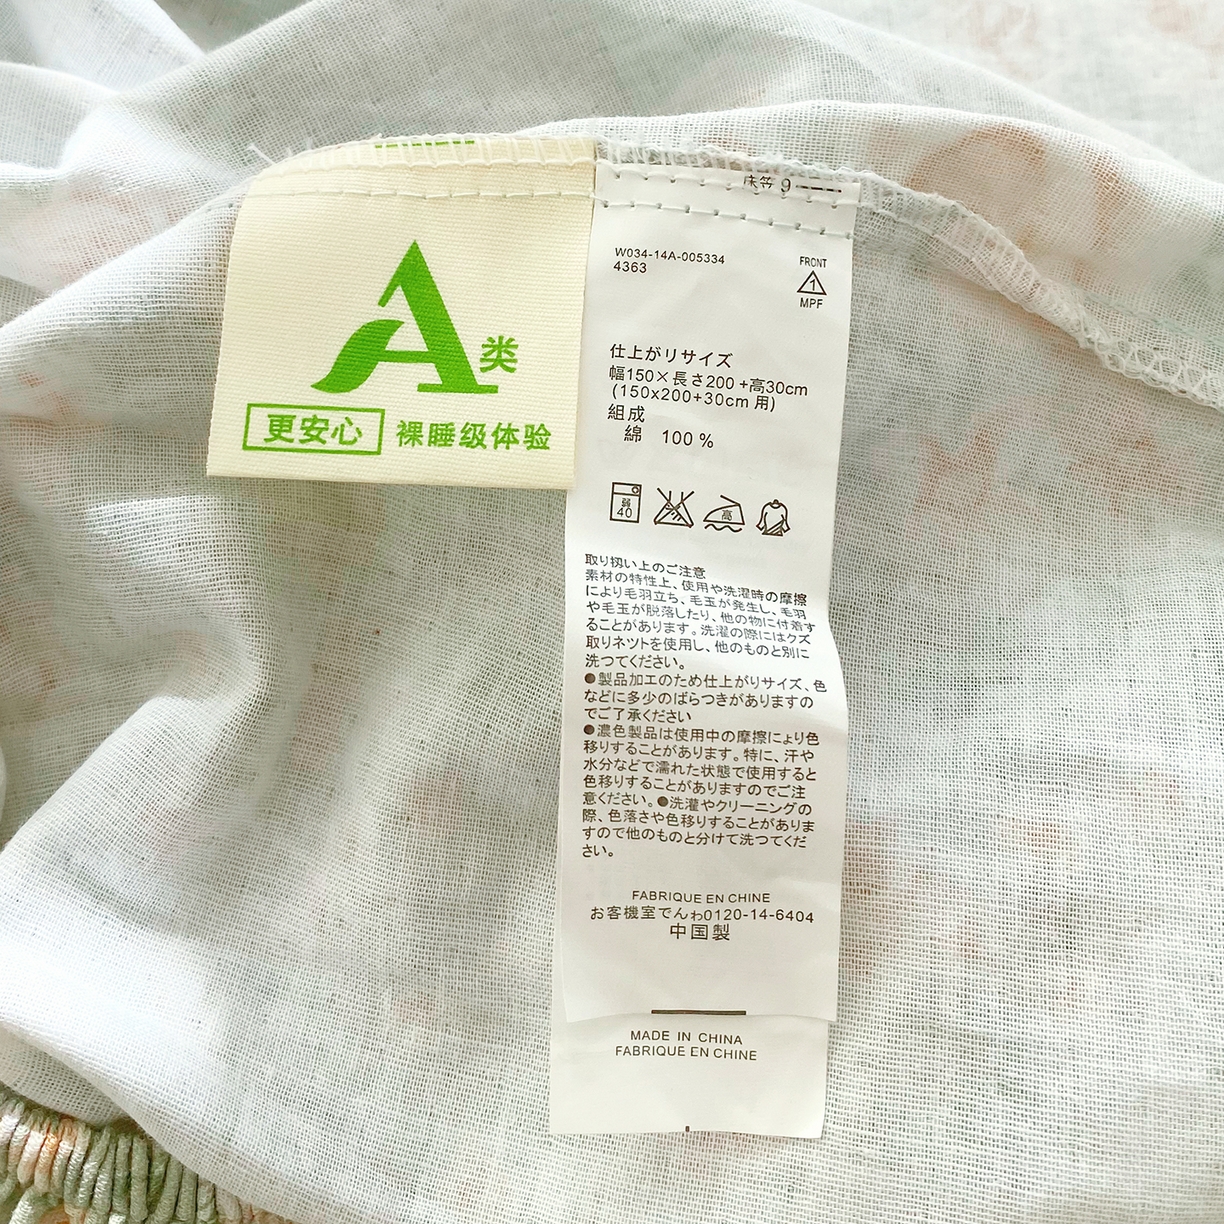 A类
更安心 裸睡级体验
床笠 9
W034-14A-005334
4363
FRONT
1
MPF
仕上がリサイズ
幅150×長さ200 +高30cm
(150x200+30cm 用)
組成
綿 100 %
弱
40
高
取り扨い上のご注意
素材の特性上、使用や洗濯時の摩擦
により毛羽立ち、毛玉が発生し、毛羽
や毛玉が脱落したり、他の物に付着す
ることがあります。洗濯の際にはクズ
取りネツトを使用し、他のものと別に
洗つてください。
●製品加工のため仕上がリサイズ、色
などに多少のばらつきがありますの
でご了承ください
●濃色製品は使用中の摩擦により色
移りすることがあります。特に、汗や
水分などで濡れた状態で使用すると
色移りすることがありますのでご注
意ください。●洗濯やクリーニングの
際、色落さや色移りすることがありま
すので他のものと分けて洗つてくだ
さい。
FABRIQUE EN CHINE
お客機室でんわ0120-14-6404
中国製
MADE IN CHINA
FABRIQUE EN CHINE